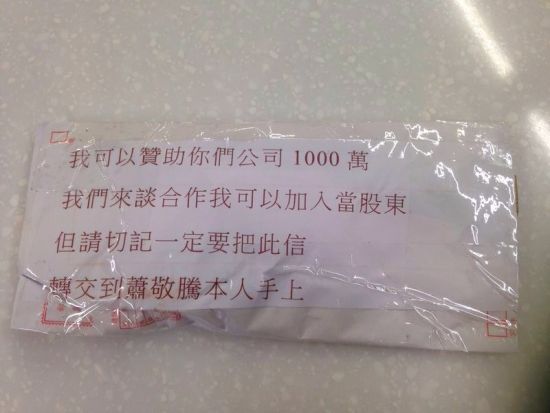 我可以贊助你們公司 1000 萬
我們來談合作我可以加入當股東
但請切記一定要把此信
轉交到蕭敬騰本人手上